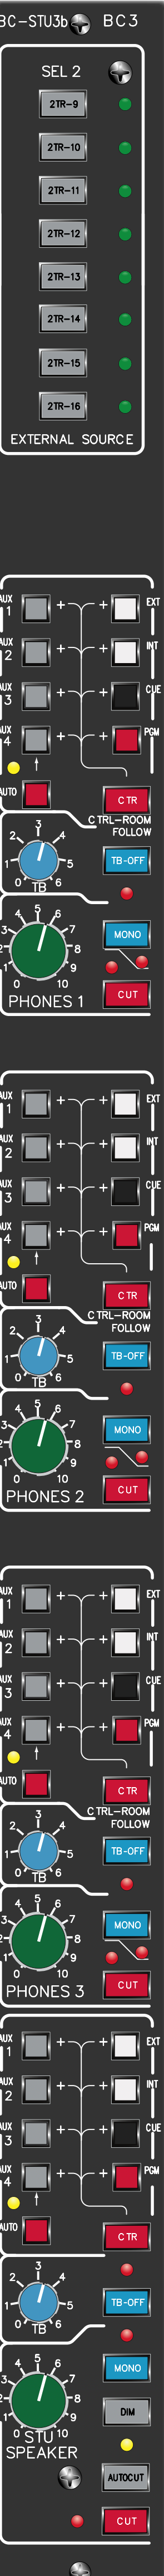 BC-STU3b BC3
SEL 2
2TR-9
2TR-10
2TR-11
2TR-12
2TR-13
2TR-14
2TR-15
2TR-16
EXTERNAL SOURCE
AUX 1 + + EXT
AUX 2 + + INT
AUX 3 + + CUE
AUX 4 + + PGM
AUTO CTR
CTRL-ROOM
FOLLOW
0 1 2 3 4 5 6
TB
TB-OFF
0 2 3 4 5 6 7 8 9 10
MONO
PHONES 1
CUT
AUX 1 + + EXT
AUX 2 + + INT
AUX 3 + + CUE
AUX 4 + + PGM
AUTO CTR
CTRL-ROOM
FOLLOW
0 1 2 3 4 5 6
TB
TB-OFF
0 2 3 4 5 6 7 8 9 10
MONO
PHONES 2
CUT
AUX 1 + + EXT
AUX 2 + + INT
AUX 3 + + CUE
AUX 4 + + PGM
AUTO CTR
CTRL-ROOM
FOLLOW
0 1 2 3 4 5 6
TB
TB-OFF
0 2 3 4 5 6 7 8 9 10
MONO
PHONES 3
CUT
AUX 1 + + EXT
AUX 2 + + INT
AUX 3 + + CUE
AUX 4 + + PGM
AUTO CTR
0 1 2 3 4 5 6
TB
TB-OFF
MONO
0 2 3 4 5 6 7 8 9 10
DIM
STU
SPEAKER
AUTOCUT
CUT